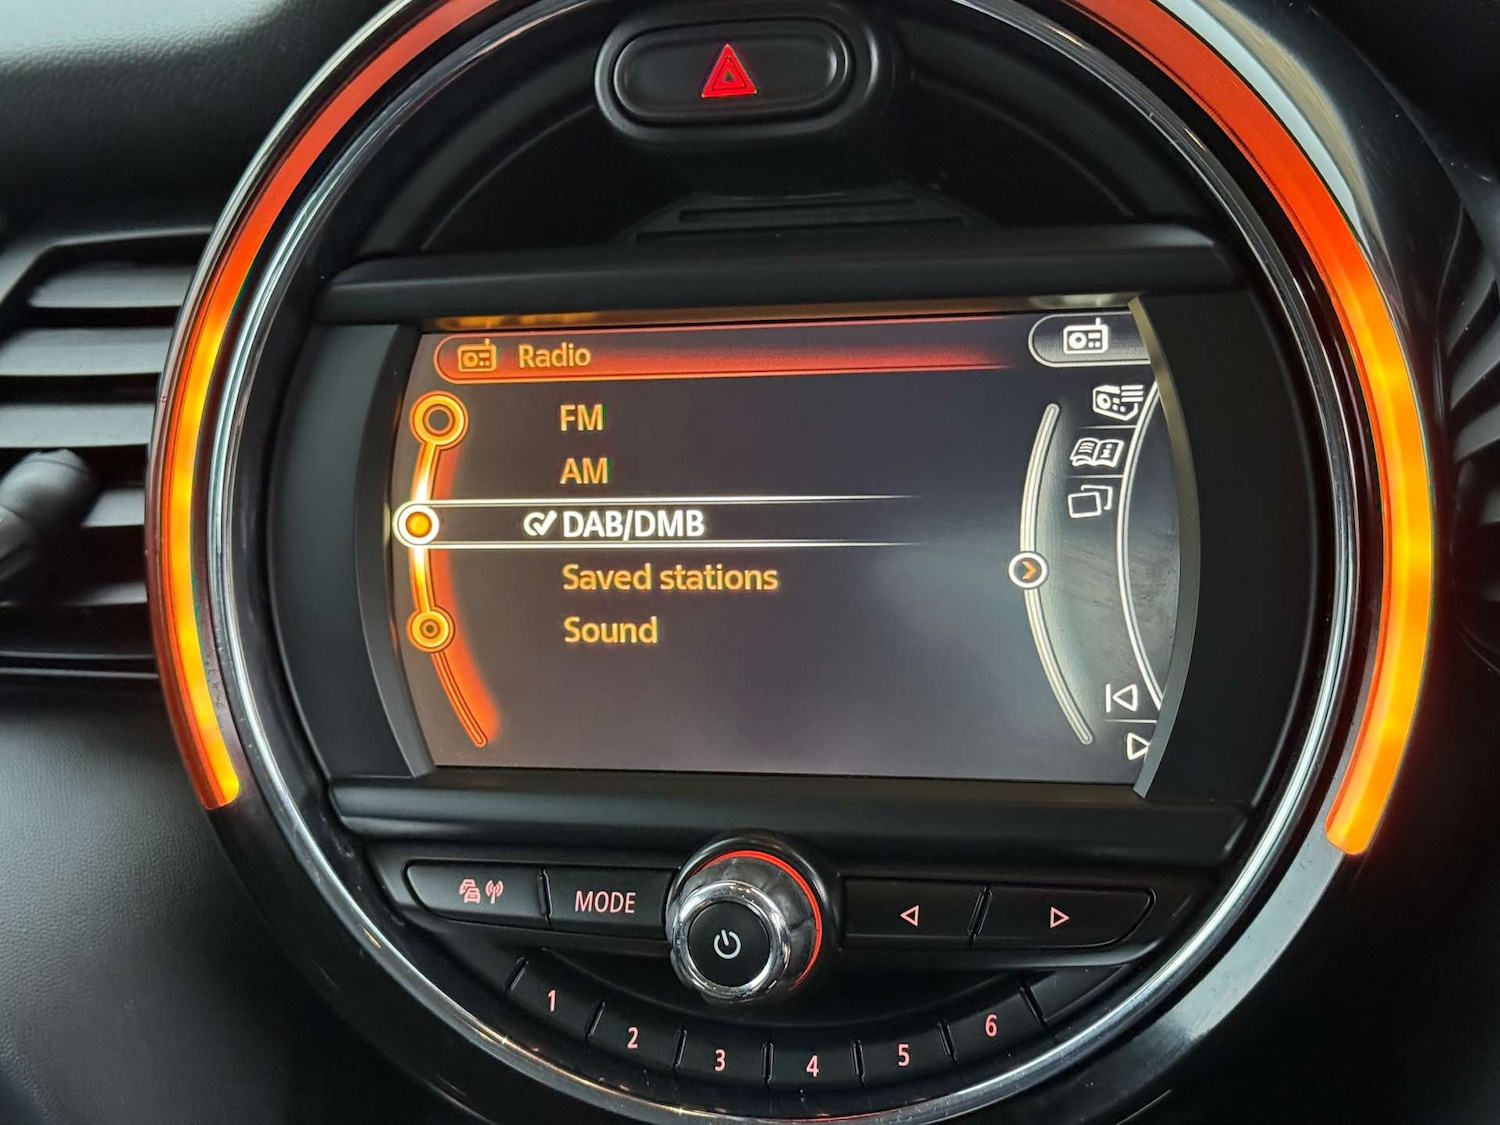 Radio
FM
AM
DAB/DMB
Saved stations
Sound
MODE
1
2
3
4
5
6